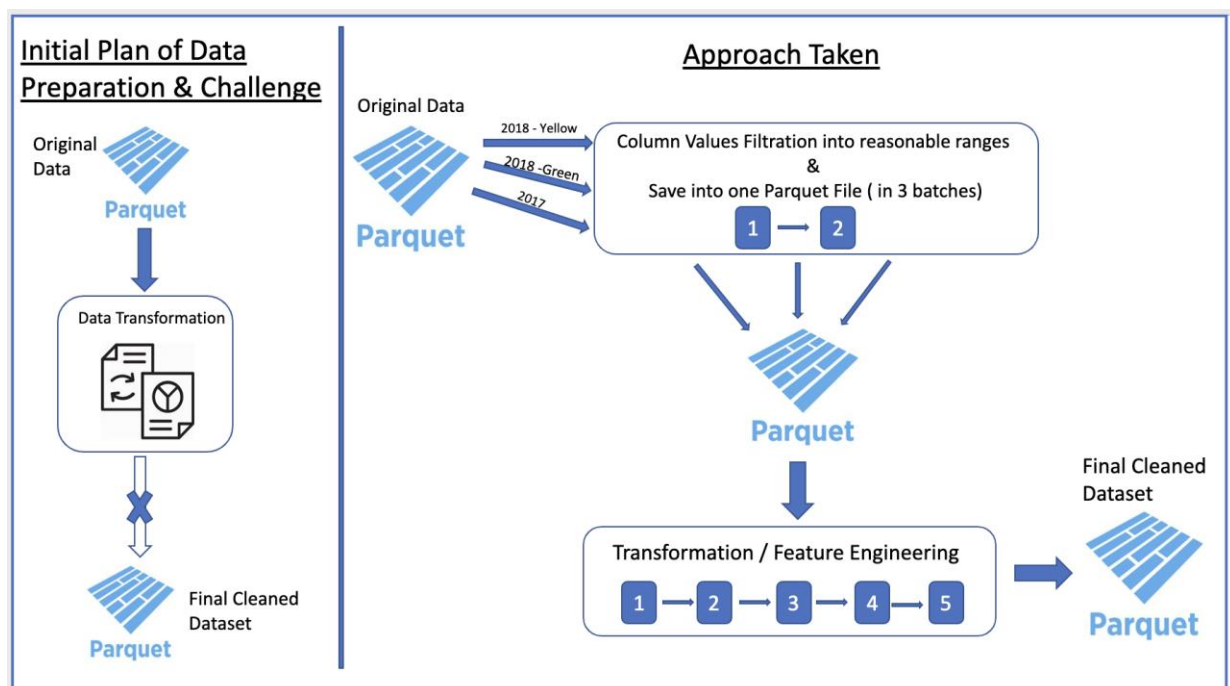 Initial Plan of Data
Preparation & Challenge
Original
Data
Parquet
Data Transformation
Final Cleaned
Dataset
Parquet
Approach Taken
Original Data
Parquet
2018 - Yellow
2018 -Green
2017
Column Values Filtration into reasonable ranges
&
Save into one Parquet File ( in 3 batches)
1
2
Parquet
Transformation / Feature Engineering
1
2
3
4
5
Final Cleaned
Dataset
Parquet